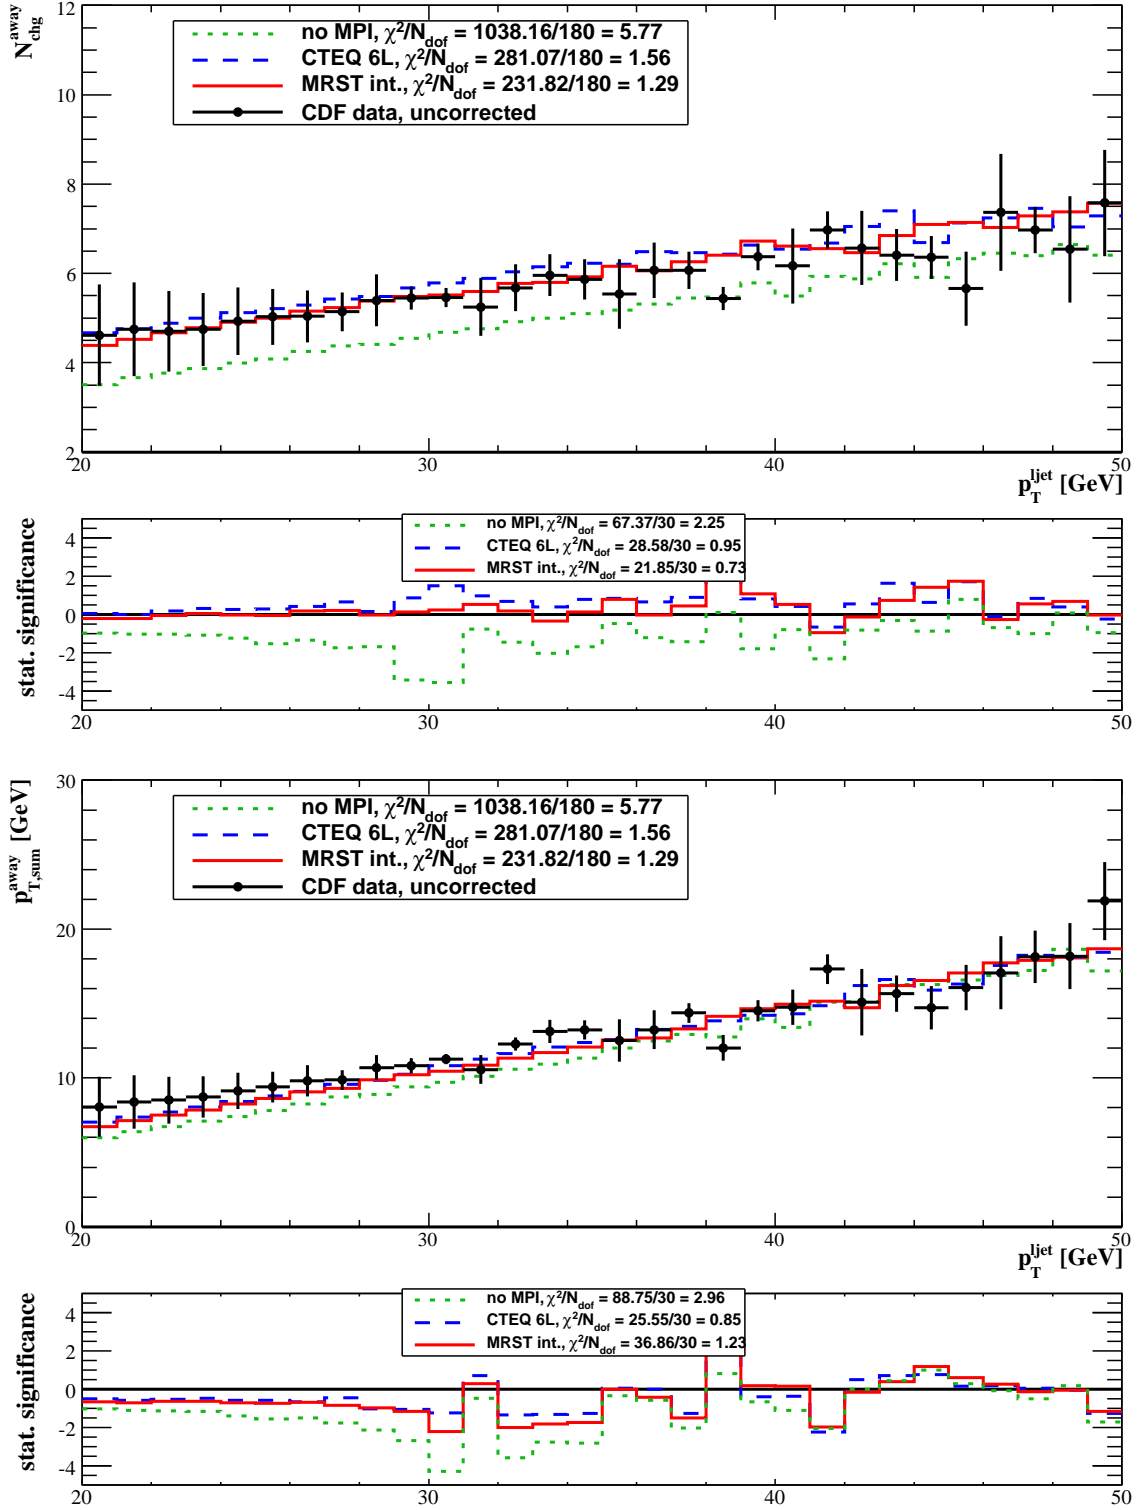 N_chg^away
12
10
8
6
4
2
no MPI, χ²/N_dof = 1038.16/180 = 5.77
CTEQ 6L, χ²/N_dof = 281.07/180 = 1.56
MRST int., χ²/N_dof = 231.82/180 = 1.29
CDF data, uncorrected
20 30 40 50
p_T^ljet [GeV]
stat. significance
4
2
0
-2
-4
no MPI, χ²/N_dof = 67.37/30 = 2.25
CTEQ 6L, χ²/N_dof = 28.58/30 = 0.95
MRST int., χ²/N_dof = 21.85/30 = 0.73
20 30 40 50
p_T,sum^away [GeV]
30
20
10
0
no MPI, χ²/N_dof = 1038.16/180 = 5.77
CTEQ 6L, χ²/N_dof = 281.07/180 = 1.56
MRST int., χ²/N_dof = 231.82/180 = 1.29
CDF data, uncorrected
20 30 40 50
p_T^ljet [GeV]
stat. significance
4
2
0
-2
-4
no MPI, χ²/N_dof = 88.75/30 = 2.96
CTEQ 6L, χ²/N_dof = 25.55/30 = 0.85
MRST int., χ²/N_dof = 36.86/30 = 1.23
20 30 40 50